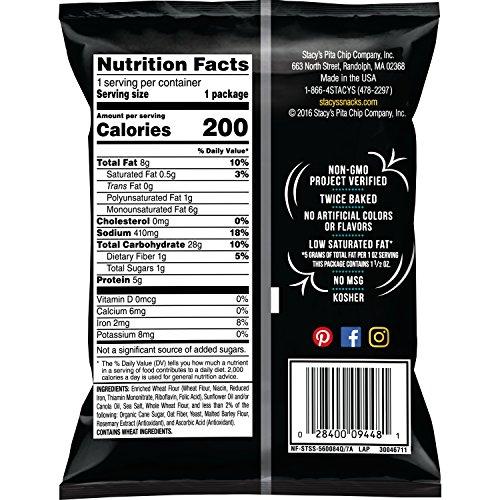 Nutrition Facts
1 serving per container
Serving size 1 package
Amount per serving
Calories 200
% Daily Value*
Total Fat 8g 10%
Saturated Fat 0.5g 3%
Trans Fat 0g
Polyunsaturated Fat 1g
Monounsaturated Fat 6g
Cholesterol 0mg 0%
Sodium 410mg 18%
Total Carbohydrate 28g 10%
Dietary Fiber 1g 5%
Total Sugars 1g
Protein 5g
Vitamin D 0mcg 0%
Calcium 6mg 0%
Iron 2mg 8%
Potassium 8mg 0%
Not a significant source of added sugars.
* The % Daily Value (DV) tells you how much a nutrient
in a serving of food contributes to a daily diet. 2,000
calories a day is used for general nutrition advice.
INGREDIENTS: Enriched Wheat Flour (Wheat Flour, Niacin, Reduced
Iron, Thiamin Mononitrate, Riboflavin, Folic Acid), Sunflower Oil and/or
Canola Oil, Sea Salt, Whole Wheat Flour, and less than 2% of the
following: Organic Cane Sugar, Oat Fiber, Yeast, Malted Barley Flour,
Rosemary Extract (Antioxidant), and Ascorbic Acid (Antioxidant).
CONTAINS WHEAT INGREDIENTS.
Stacy's Pita Chip Company, Inc.
663 North Street, Randolph, MA 02368
Made in the USA
1-866-4STACYS (478-2297)
stacyssnacks.com
© 2016 Stacy's Pita Chip Company, Inc.
NON-GMO
PROJECT VERIFIED
TWICE BAKED
NO ARTIFICIAL COLORS
OR FLAVORS
LOW SATURATED FAT*
*5 GRAMS OF TOTAL FAT PER 1 OZ SERVING
THIS PACKAGE CONTAINS 1 1/2 OZ.
NO MSG
KOSHER
0 28400 09448 1
NF-STSS-560084Q/7A LAP 30046711